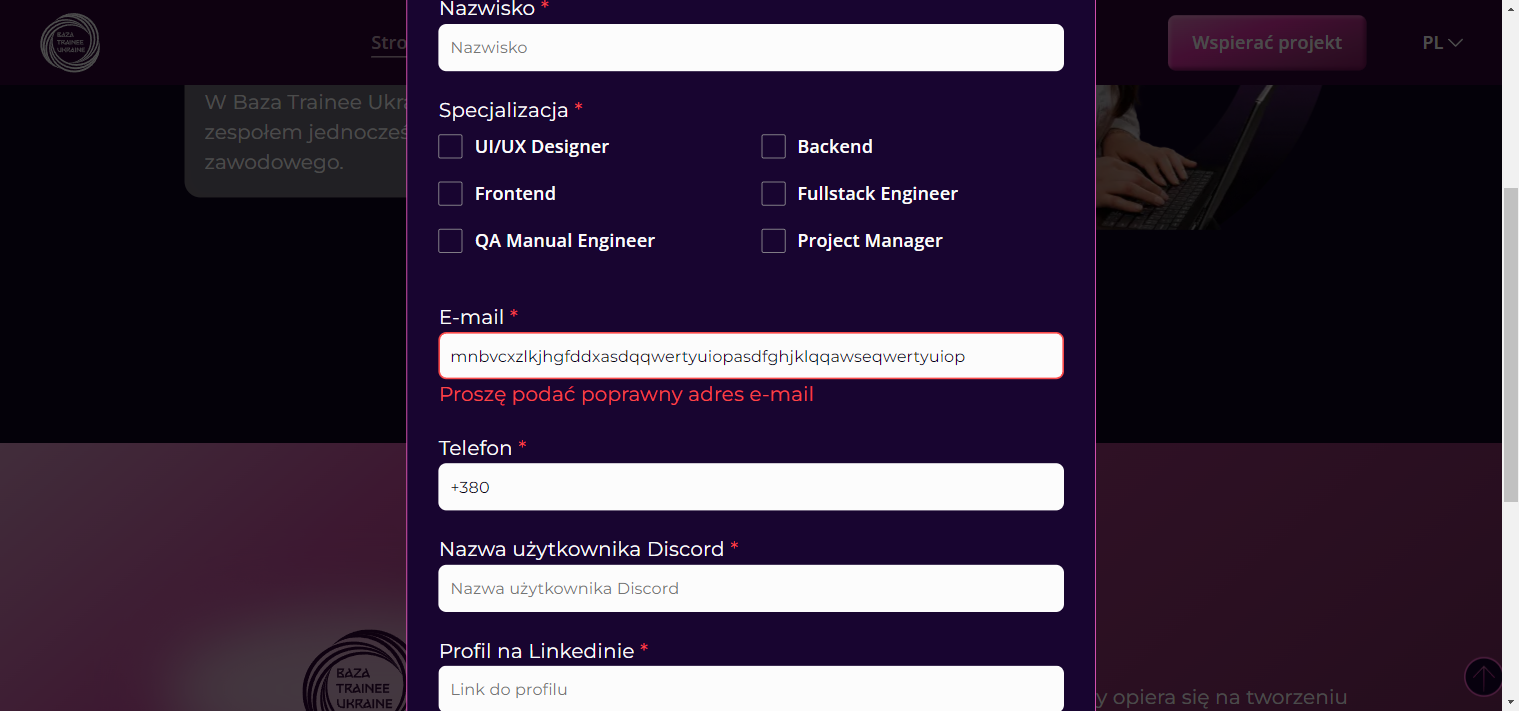 BAZA
TRAINEE
UKRAINE
Stro
Wspierać projekt
PL
W Baza Trainee Ukra
zespołem jednocześ
zawodowego.
Nazwisko *
Nazwisko
Specjalizacja *
UI/UX Designer
Backend
Frontend
Fullstack Engineer
QA Manual Engineer
Project Manager
E-mail *
mnbvcxzlkjhgfddxasdqqwertyuiopasdfghjklqqawseqwertyuiop
Proszę podać poprawny adres e-mail
Telefon *
+380
Nazwa użytkownika Discord *
Nazwa użytkownika Discord
Profil na Linkedinie *
Link do profilu
BAZA
TRAINEE
UKRAINE
y opiera się na tworzeniu